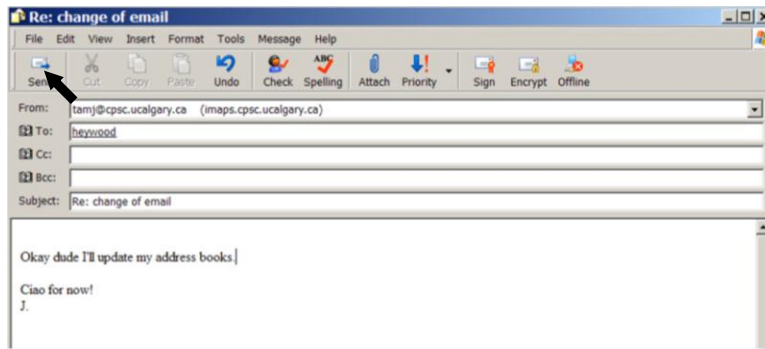 Re: change of email
File Edit View Insert Format Tools Message Help
ABC
Send Cut Copy Paste Undo Check Spelling Attach Priority Sign Encrypt Offline
From: tamj@cpsc.ucalgary.ca (imaps.cpsc.ucalgary.ca)
To: heywood
Cc:
Bcc:
Subject: Re: change of email
Okay dude I'll update my address books.
Ciao for now!
J.